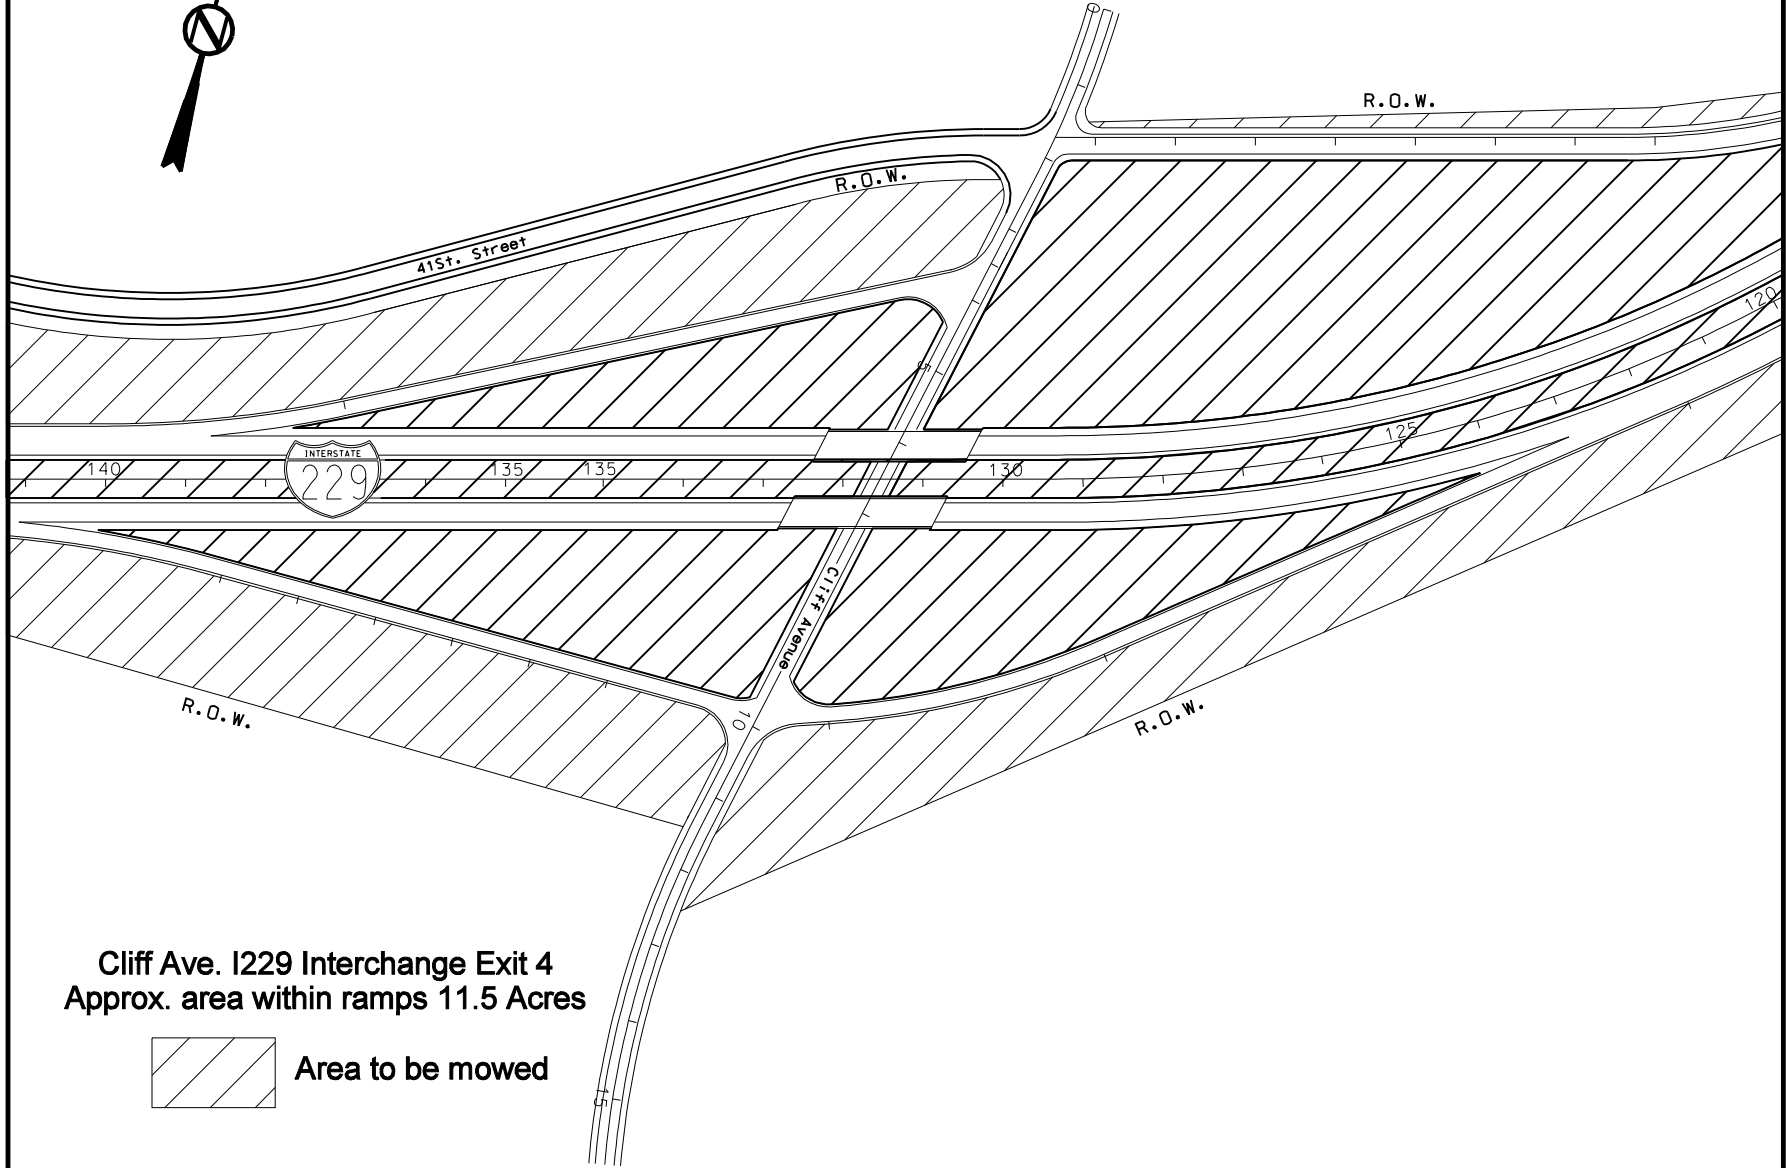 N
0
R.O.W.
R.O.W.
41St. Street
120
5
125
INTERSTATE
229
140
135
135
130
Cliff Avenue
10
R.O.W.
R.O.W.
Cliff Ave. I229 Interchange Exit 4
Approx. area within ramps 11.5 Acres
Area to be mowed
15